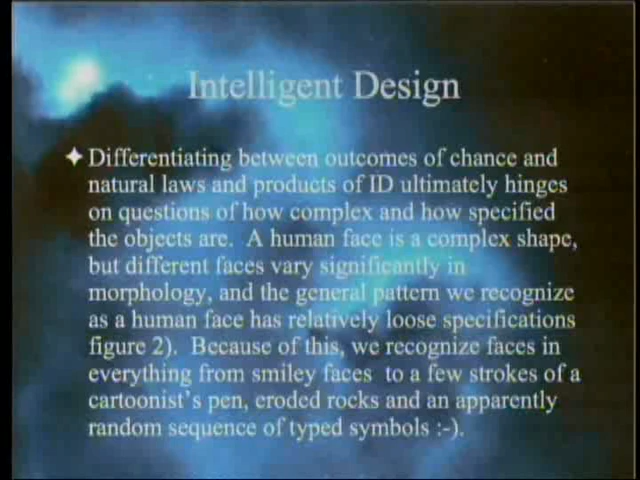 Intelligent Design
✦ Differentiating between outcomes of chance and
natural laws and products of ID ultimately hinges
on questions of how complex and how specified
the objects are.  A human face is a complex shape,
but different faces vary significantly in
morphology, and the general pattern we recognize
as a human face has relatively loose specifications
figure 2).  Because of this, we recognize faces in
everything from smiley faces  to a few strokes of a
cartoonist's pen, eroded rocks and an apparently
random sequence of typed symbols :-).